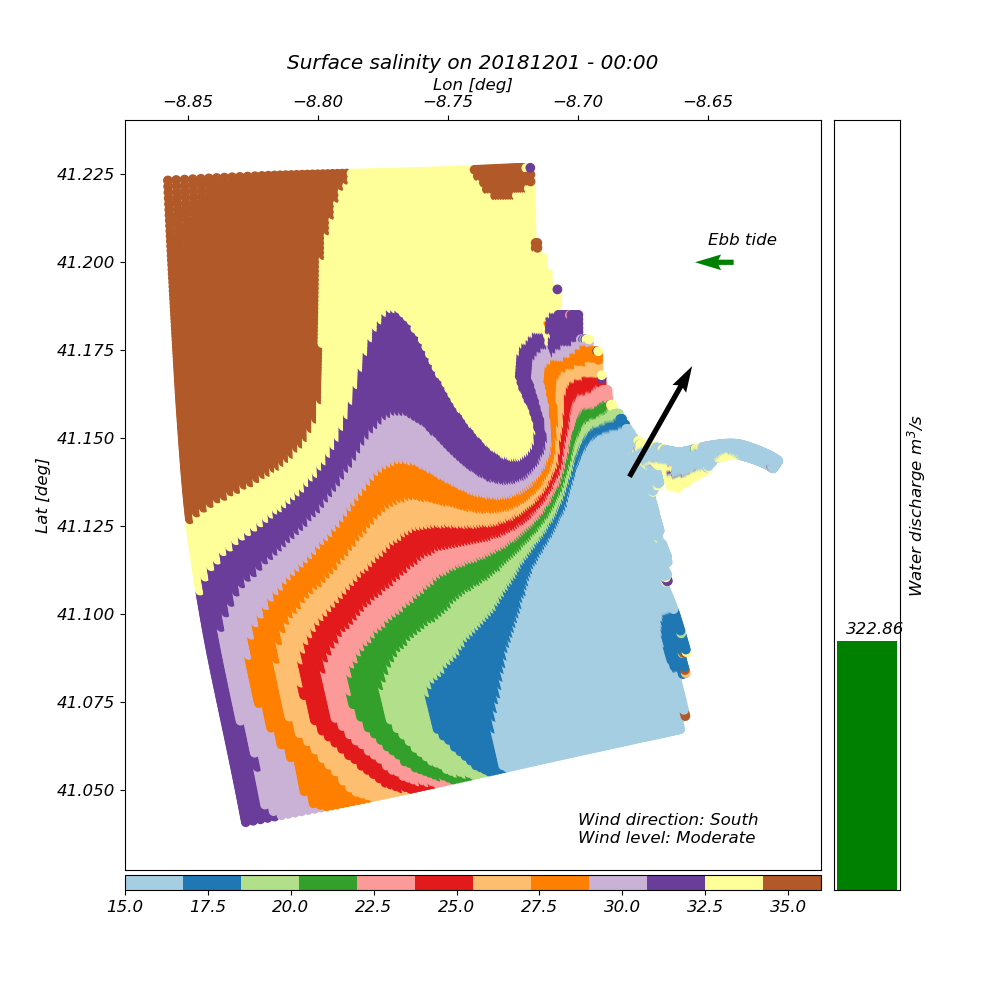 Surface salinity on 20181201 - 00:00
Lon [deg]
−8.85 −8.80 −8.75 −8.70 −8.65
41.225
41.200
41.175
41.150
41.125
41.100
41.075
41.050
Lat [deg]
Ebb tide
Wind direction: South
Wind level: Moderate
322.86
Water discharge m³/s
15.0 17.5 20.0 22.5 25.0 27.5 30.0 32.5 35.0